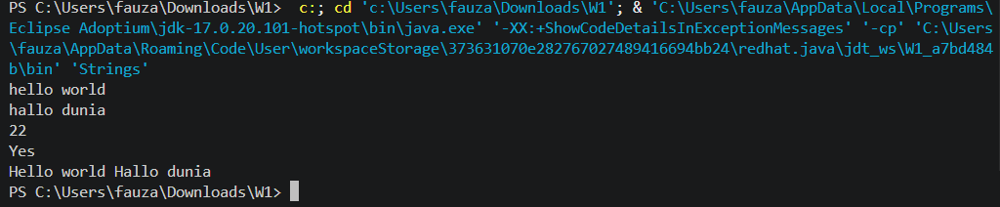 PS C:\Users\fauza\Downloads\W1>  c:; cd 'c:\Users\fauza\Downloads\W1'; & 'C:\Users\fauza\AppData\Local\Programs\
Eclipse Adoptium\jdk-17.0.20.101-hotspot\bin\java.exe' '-XX:+ShowCodeDetailsInExceptionMessages' '-cp' 'C:\Users
\fauza\AppData\Roaming\Code\User\workspaceStorage\373631070e282767027489416694bb24\redhat.java\jdt_ws\W1_a7bd484
b\bin' 'Strings'
hello world
hallo dunia
22
Yes
Hello world Hallo dunia
PS C:\Users\fauza\Downloads\W1>